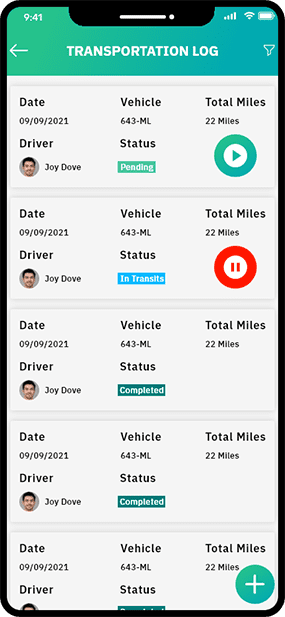 9:41
TRANSPORTATION LOG
Date Vehicle Total Miles
09/09/2021 643-ML 22 Miles
Driver Status
Joy Dove Pending
Date Vehicle Total Miles
09/09/2021 643-ML 22 Miles
Driver Status
Joy Dove In Transits
Date Vehicle Total Miles
09/09/2021 643-ML 22 Miles
Driver Status
Joy Dove Completed
Date Vehicle Total Miles
09/09/2021 643-ML 22 Miles
Driver Status
Joy Dove Completed
Date Vehicle Total Miles
09/09/2021 643-ML 22 Miles
Driver Status